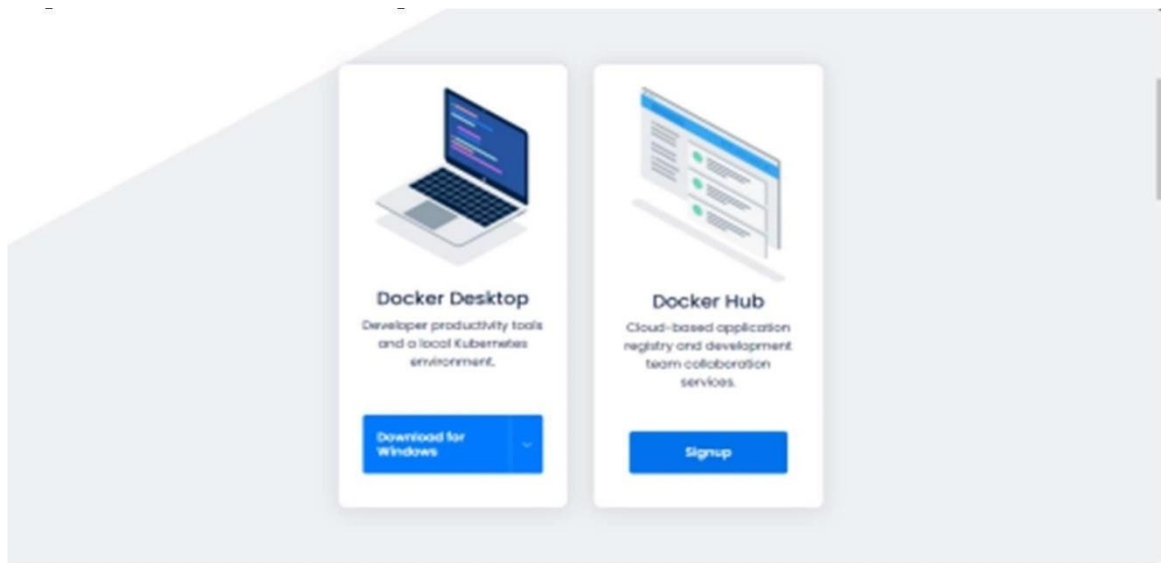 Docker Desktop
Developer productivity tools
and a local Kubernetes
environment.
Download for
Windows
Docker Hub
Cloud-based application
registry and development
team collaboration
services.
Signup